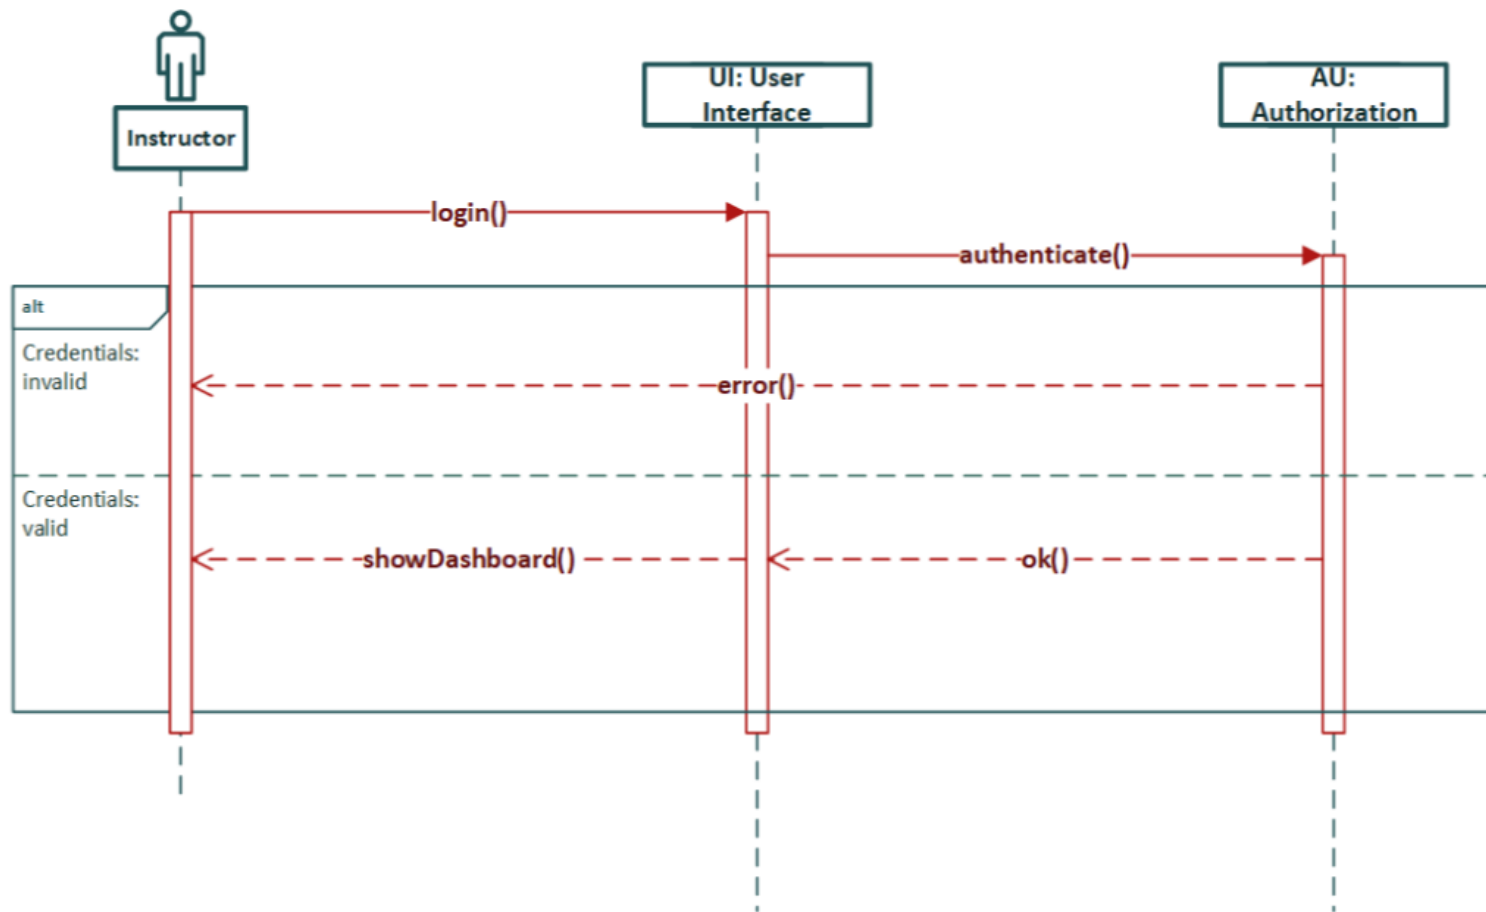 Instructor
UI: User
Interface
AU:
Authorization
login()
authenticate()
alt
Credentials:
invalid
error()
Credentials:
valid
showDashboard()
ok()